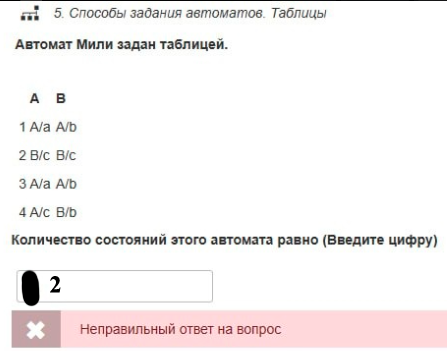 5. Способы задания автоматов. Таблицы
Автомат Мили задан таблицей.
A B
1 A/a A/b
2 B/c B/c
3 A/a A/b
4 A/c B/b
Количество состояний этого автомата равно (Введите цифру)
2
Неправильный ответ на вопрос